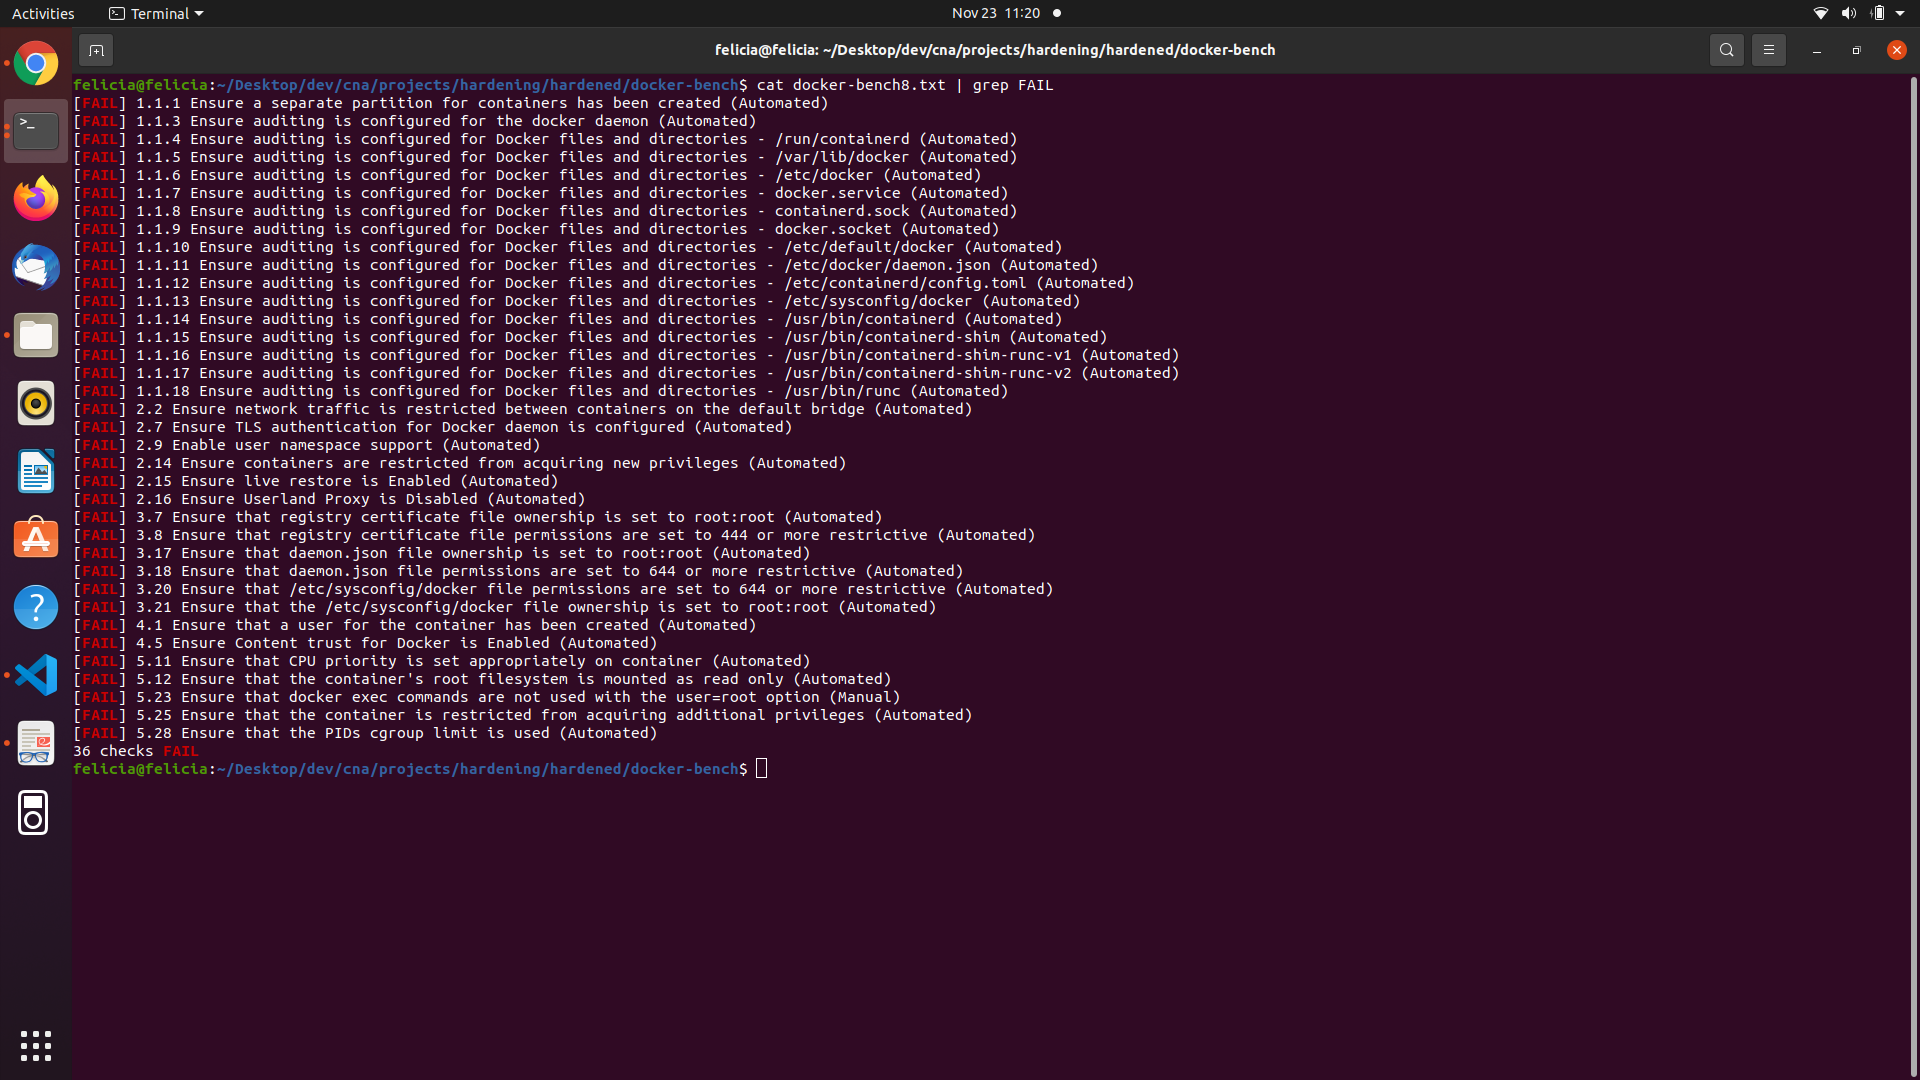 Activities
Terminal
Nov 23 11:20
felicia@felicia: ~/Desktop/dev/cna/projects/hardening/hardened/docker-bench
felicia@felicia:~/Desktop/dev/cna/projects/hardening/hardened/docker-bench$ cat docker-bench8.txt | grep FAIL
[FAIL] 1.1.1 Ensure a separate partition for containers has been created (Automated)
[FAIL] 1.1.3 Ensure auditing is configured for the docker daemon (Automated)
[FAIL] 1.1.4 Ensure auditing is configured for Docker files and directories - /run/containerd (Automated)
[FAIL] 1.1.5 Ensure auditing is configured for Docker files and directories - /var/lib/docker (Automated)
[FAIL] 1.1.6 Ensure auditing is configured for Docker files and directories - /etc/docker (Automated)
[FAIL] 1.1.7 Ensure auditing is configured for Docker files and directories - docker.service (Automated)
[FAIL] 1.1.8 Ensure auditing is configured for Docker files and directories - containerd.sock (Automated)
[FAIL] 1.1.9 Ensure auditing is configured for Docker files and directories - docker.socket (Automated)
[FAIL] 1.1.10 Ensure auditing is configured for Docker files and directories - /etc/default/docker (Automated)
[FAIL] 1.1.11 Ensure auditing is configured for Docker files and directories - /etc/docker/daemon.json (Automated)
[FAIL] 1.1.12 Ensure auditing is configured for Docker files and directories - /etc/containerd/config.toml (Automated)
[FAIL] 1.1.13 Ensure auditing is configured for Docker files and directories - /etc/sysconfig/docker (Automated)
[FAIL] 1.1.14 Ensure auditing is configured for Docker files and directories - /usr/bin/containerd (Automated)
[FAIL] 1.1.15 Ensure auditing is configured for Docker files and directories - /usr/bin/containerd-shim (Automated)
[FAIL] 1.1.16 Ensure auditing is configured for Docker files and directories - /usr/bin/containerd-shim-runc-v1 (Automated)
[FAIL] 1.1.17 Ensure auditing is configured for Docker files and directories - /usr/bin/containerd-shim-runc-v2 (Automated)
[FAIL] 1.1.18 Ensure auditing is configured for Docker files and directories - /usr/bin/runc (Automated)
[FAIL] 2.2 Ensure network traffic is restricted between containers on the default bridge (Automated)
[FAIL] 2.7 Ensure TLS authentication for Docker daemon is configured (Automated)
[FAIL] 2.9 Enable user namespace support (Automated)
[FAIL] 2.14 Ensure containers are restricted from acquiring new privileges (Automated)
[FAIL] 2.15 Ensure live restore is Enabled (Automated)
[FAIL] 2.16 Ensure Userland Proxy is Disabled (Automated)
[FAIL] 3.7 Ensure that registry certificate file ownership is set to root:root (Automated)
[FAIL] 3.8 Ensure that registry certificate file permissions are set to 444 or more restrictive (Automated)
[FAIL] 3.17 Ensure that daemon.json file ownership is set to root:root (Automated)
[FAIL] 3.18 Ensure that daemon.json file permissions are set to 644 or more restrictive (Automated)
[FAIL] 3.20 Ensure that /etc/sysconfig/docker file permissions are set to 644 or more restrictive (Automated)
[FAIL] 3.21 Ensure that the /etc/sysconfig/docker file ownership is set to root:root (Automated)
[FAIL] 4.1 Ensure that a user for the container has been created (Automated)
[FAIL] 4.5 Ensure Content trust for Docker is Enabled (Automated)
[FAIL] 5.11 Ensure that CPU priority is set appropriately on container (Automated)
[FAIL] 5.12 Ensure that the container's root filesystem is mounted as read only (Automated)
[FAIL] 5.23 Ensure that docker exec commands are not used with the user=root option (Manual)
[FAIL] 5.25 Ensure that the container is restricted from acquiring additional privileges (Automated)
[FAIL] 5.28 Ensure that the PIDs cgroup limit is used (Automated)
36 checks FAIL
felicia@felicia:~/Desktop/dev/cna/projects/hardening/hardened/docker-bench$